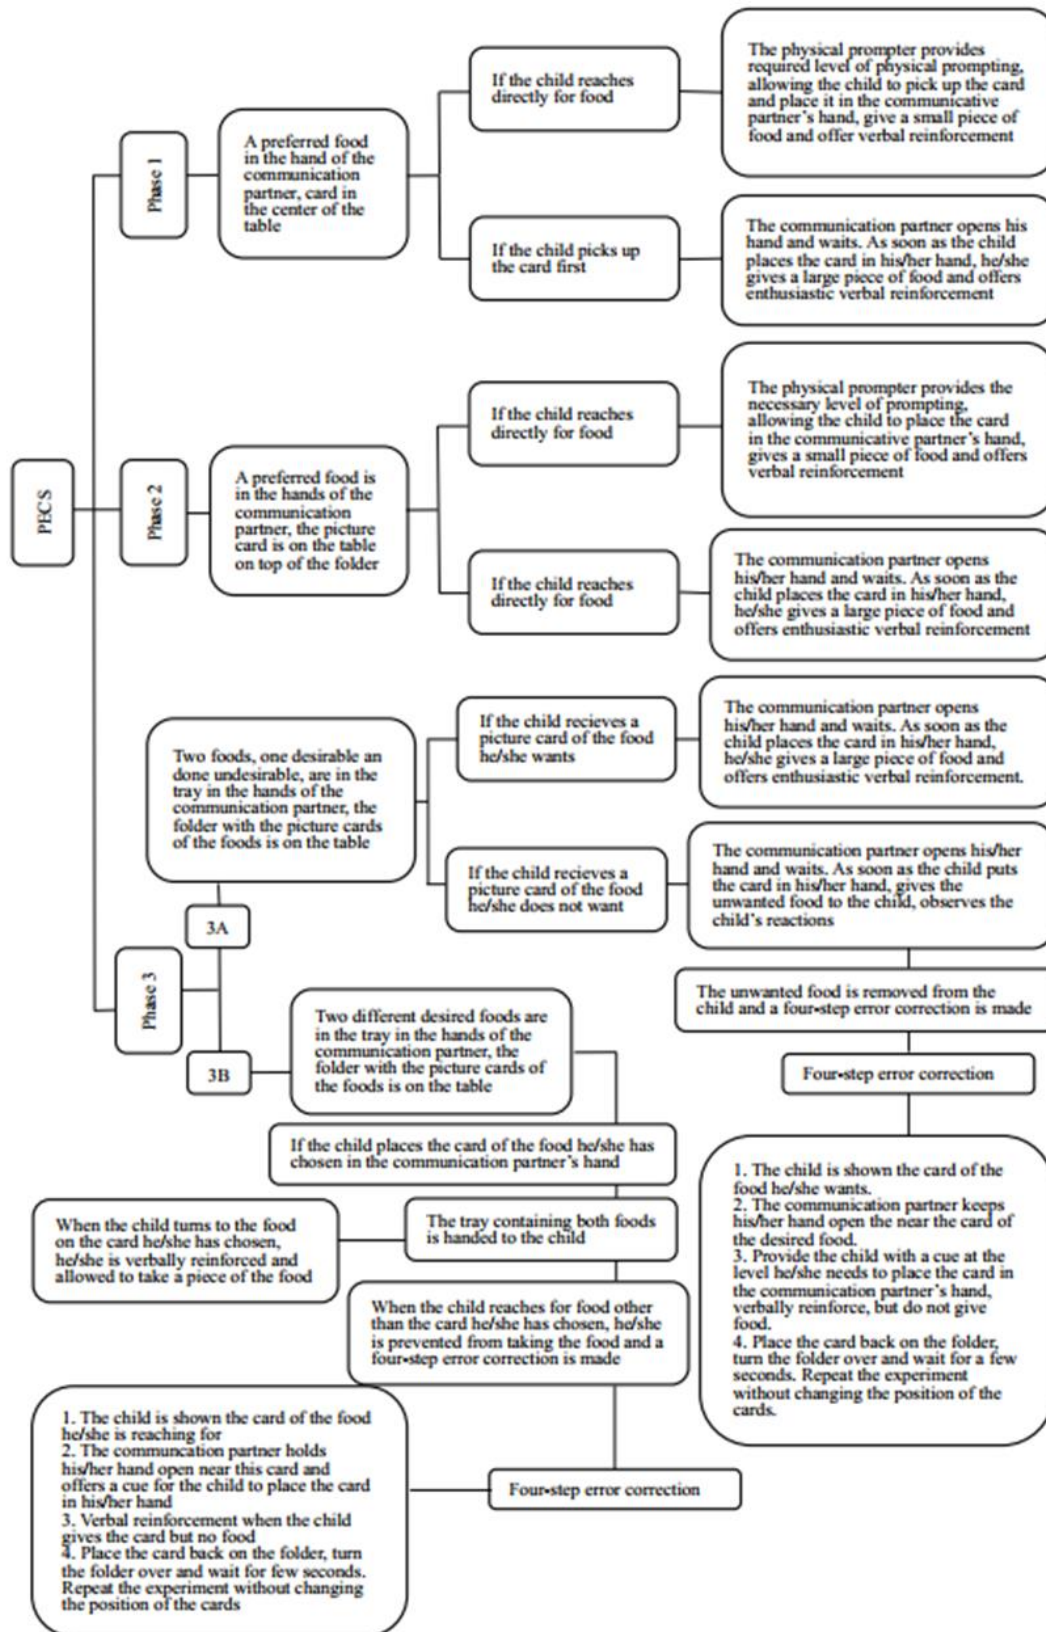 PECS
Phase 1
A preferred food
in the hand of the
communication
partner, card in
the center of the
table
If the child reaches
directly for food
The physical prompter provides
required level of physical prompting,
allowing the child to pick up the card
and place it in the communicative
partner's hand, give a small piece of
food and offer verbal reinforcement
If the child picks up
the card first
The communication partner opens his
hand and waits. As soon as the child
places the card in his/her hand, he/she
gives a large piece of food and offers
enthusiastic verbal reinforcement
Phase 2
A preferred food is
in the hands of the
communication
partner, the picture
card is on the table
on top of the folder
If the child reaches
directly for food
The physical prompter provides the
necessary level of prompting,
allowing the child to place the card
in the communicative partner's hand,
gives a small piece of food and offers
verbal reinforcement
If the child reaches
directly for food
The communication partner opens
his/her hand and waits. As soon as the
child places the card in his/her hand,
he/she gives a large piece of food and
offers enthusiastic verbal reinforcement
Phase 3
3A
Two foods, one desirable an
done undesirable, are in the
tray in the hands of the
communication partner, the
folder with the picture cards
of the foods is on the table
If the child recieves a
picture card of the food
he/she wants
The communication partner opens
his/her hand and waits. As soon as the
child places the card in his/her hand,
he/she gives a large piece of food and
offers enthusiastic verbal reinforcement.
If the child recieves a
picture card of the food
he/she does not want
The communication partner opens his/her
hand and waits. As soon as the child puts
the card in his/her hand, gives the
unwanted food to the child, observes the
child's reactions
The unwanted food is removed from the
child and a four-step error correction is made
Four-step error correction
1. The child is shown the card of the
food he/she wants.
2. The communication partner keeps
his/her hand open the near the card of
the desired food.
3. Provide the child with a cue at the
level he/she needs to place the card in
the communication partner's hand,
verbally reinforce, but do not give
food.
4. Place the card back on the folder,
turn the folder over and wait for a few
seconds. Repeat the experiment
without changing the position of the
cards.
3B
Two different desired foods are
in the tray in the hands of the
communication partner, the
folder with the picture cards of
the foods is on the table
If the child places the card of the food he/she has
chosen in the communication partner's hand
The tray containing both foods
is handed to the child
When the child turns to the food
on the card he/she has chosen,
he/she is verbally reinforced and
allowed to take a piece of the food
When the child reaches for food other
than the card he/she has chosen, he/she
is prevented from taking the food and a
four-step error correction is made
Four-step error correction
1. The child is shown the card of the food
he/she is reaching for
2. The communcation partner holds
his/her hand open near this card and
offers a cue for the child to place the card
in his/her hand
3. Verbal reinforcement when the child
gives the card but no food
4. Place the card back on the folder, turn
the folder over and wait for few seconds.
Repeat the experiment without changing
the position of the cards